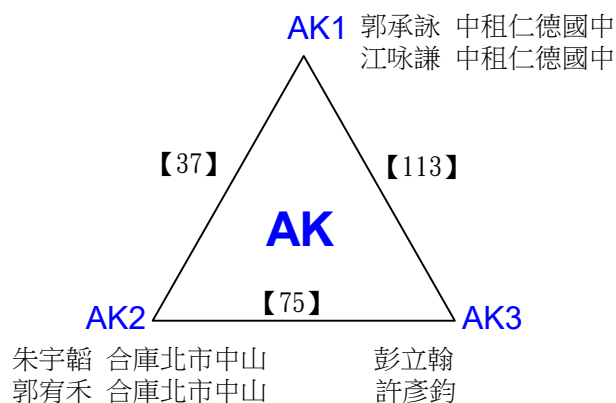 AK1 郭承詠 中租仁德國中
江咏謙 中租仁德國中
【37】 【113】
AK
【75】
AK2 AK3
朱宇韜 合庫北市中山 彭立翰
郭宥禾 合庫北市中山 許彥鈞